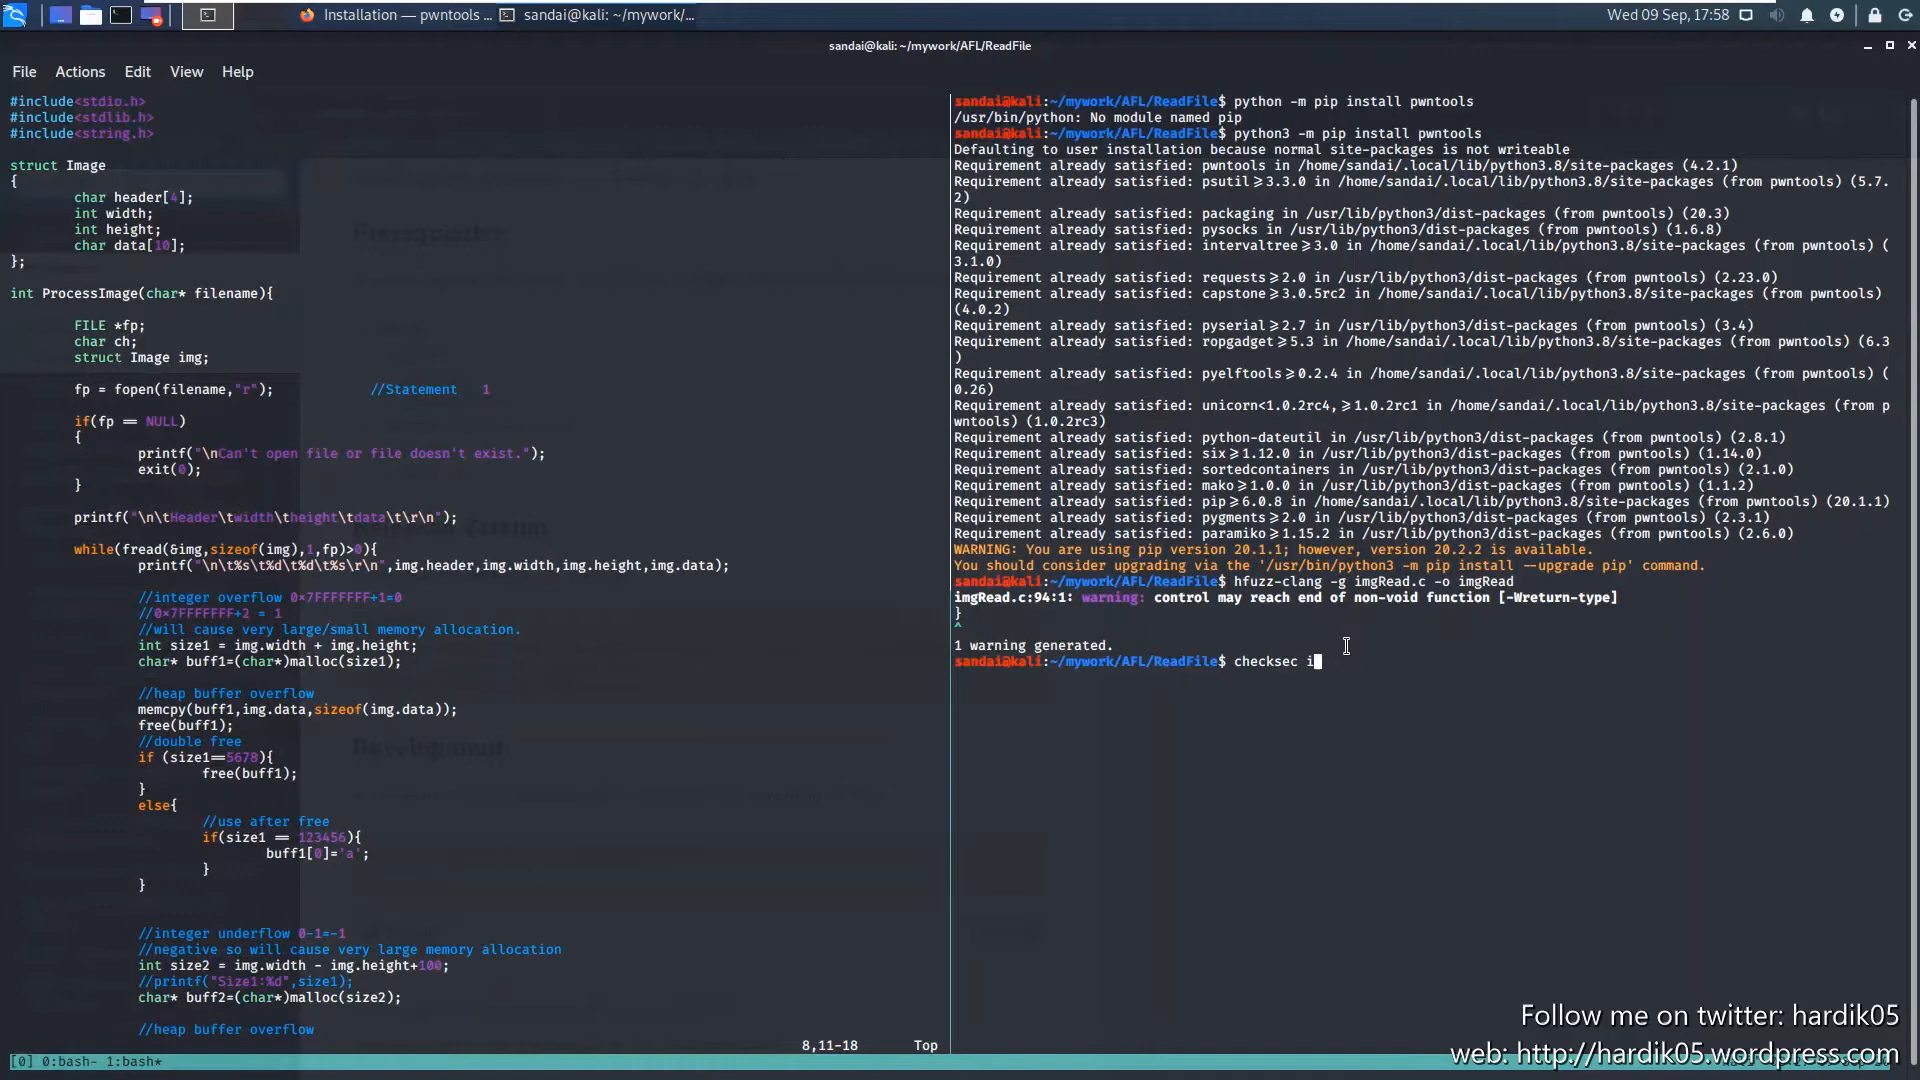 Installation — pwntools ...
sandai@kali: ~/mywork/...
Wed 09 Sep, 17:58
sandai@kali: ~/mywork/AFL/ReadFile
File Actions Edit View Help
#include<stdio.h>
#include<stdlib.h>
#include<string.h>
struct Image
{
char header[4];
int width;
int height;
char data[10];
};
int ProcessImage(char* filename){
FILE *fp;
char ch;
struct Image img;
fp = fopen(filename,"r"); //Statement 1
if(fp == NULL)
{
printf("\nCan't open file or file doesn't exist.");
exit(0);
}
printf("\n\tHeader\twidth\theight\tdata\t\r\n");
while(fread(&img,sizeof(img),1,fp)>0){
printf("\n\t%s\t%d\t%d\t%s\r\n",img.header,img.width,img.height,img.data);
//integer overflow 0×7FFFFFFF+1=0
//0×7FFFFFFF+2 = 1
//will cause very large/small memory allocation.
int size1 = img.width + img.height;
char* buff1=(char*)malloc(size1);
//heap buffer overflow
memcpy(buff1,img.data,sizeof(img.data));
free(buff1);
//double free
if (size1==5678){
free(buff1);
}
else{
//use after free
if(size1 == 123456){
buff1[0]='a';
}
}
//integer underflow 0-1=-1
//negative so will cause very large memory allocation
int size2 = img.width - img.height+100;
//printf("Size1:%d",size1);
char* buff2=(char*)malloc(size2);
//heap buffer overflow
8,11-18 Top
sandai@kali:~/mywork/AFL/ReadFile$ python -m pip install pwntools
/usr/bin/python: No module named pip
sandai@kali:~/mywork/AFL/ReadFile$ python3 -m pip install pwntools
Defaulting to user installation because normal site-packages is not writeable
Requirement already satisfied: pwntools in /home/sandai/.local/lib/python3.8/site-packages (4.2.1)
Requirement already satisfied: psutil≥3.3.0 in /home/sandai/.local/lib/python3.8/site-packages (from pwntools) (5.7.
2)
Requirement already satisfied: packaging in /usr/lib/python3/dist-packages (from pwntools) (20.3)
Requirement already satisfied: pysocks in /usr/lib/python3/dist-packages (from pwntools) (1.6.8)
Requirement already satisfied: intervaltree≥3.0 in /home/sandai/.local/lib/python3.8/site-packages (from pwntools) (
3.1.0)
Requirement already satisfied: requests≥2.0 in /usr/lib/python3/dist-packages (from pwntools) (2.23.0)
Requirement already satisfied: capstone≥3.0.5rc2 in /home/sandai/.local/lib/python3.8/site-packages (from pwntools)
(4.0.2)
Requirement already satisfied: pyserial≥2.7 in /usr/lib/python3/dist-packages (from pwntools) (3.4)
Requirement already satisfied: ropgadget≥5.3 in /home/sandai/.local/lib/python3.8/site-packages (from pwntools) (6.3
)
Requirement already satisfied: pyelftools≥0.2.4 in /home/sandai/.local/lib/python3.8/site-packages (from pwntools) (
0.26)
Requirement already satisfied: unicorn<1.0.2rc4,≥1.0.2rc1 in /home/sandai/.local/lib/python3.8/site-packages (from p
wntools) (1.0.2rc3)
Requirement already satisfied: python-dateutil in /usr/lib/python3/dist-packages (from pwntools) (2.8.1)
Requirement already satisfied: six≥1.12.0 in /usr/lib/python3/dist-packages (from pwntools) (1.14.0)
Requirement already satisfied: sortedcontainers in /usr/lib/python3/dist-packages (from pwntools) (2.1.0)
Requirement already satisfied: mako≥1.0.0 in /usr/lib/python3/dist-packages (from pwntools) (1.1.2)
Requirement already satisfied: pip≥6.0.8 in /home/sandai/.local/lib/python3.8/site-packages (from pwntools) (20.1.1)
Requirement already satisfied: pygments≥2.0 in /usr/lib/python3/dist-packages (from pwntools) (2.3.1)
Requirement already satisfied: paramiko≥1.15.2 in /usr/lib/python3/dist-packages (from pwntools) (2.6.0)
WARNING: You are using pip version 20.1.1; however, version 20.2.2 is available.
You should consider upgrading via the '/usr/bin/python3 -m pip install --upgrade pip' command.
sandai@kali:~/mywork/AFL/ReadFile$ hfuzz-clang -g imgRead.c -o imgRead
imgRead.c:94:1: warning: control may reach end of non-void function [-Wreturn-type]
}
^
1 warning generated.
sandai@kali:~/mywork/AFL/ReadFile$ checksec i
Follow me on twitter: hardik05
web: http://hardik05.wordpress.com
[0] 0:bash- 1:bash*